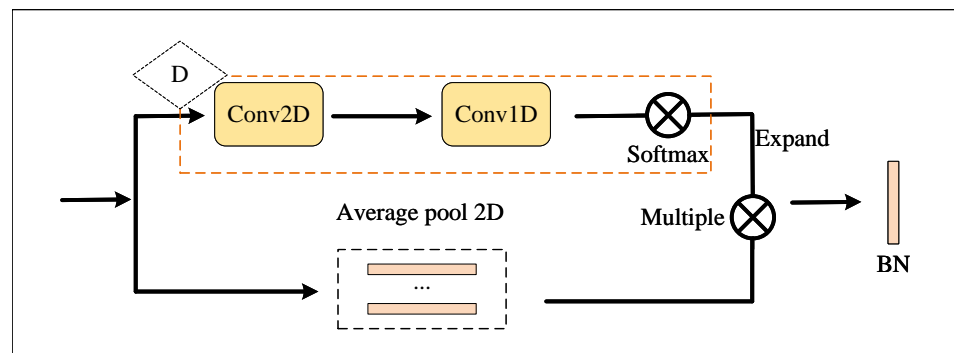 D
Conv2D
Conv1D
Softmax
Expand
Average pool 2D
Multiple
...
BN